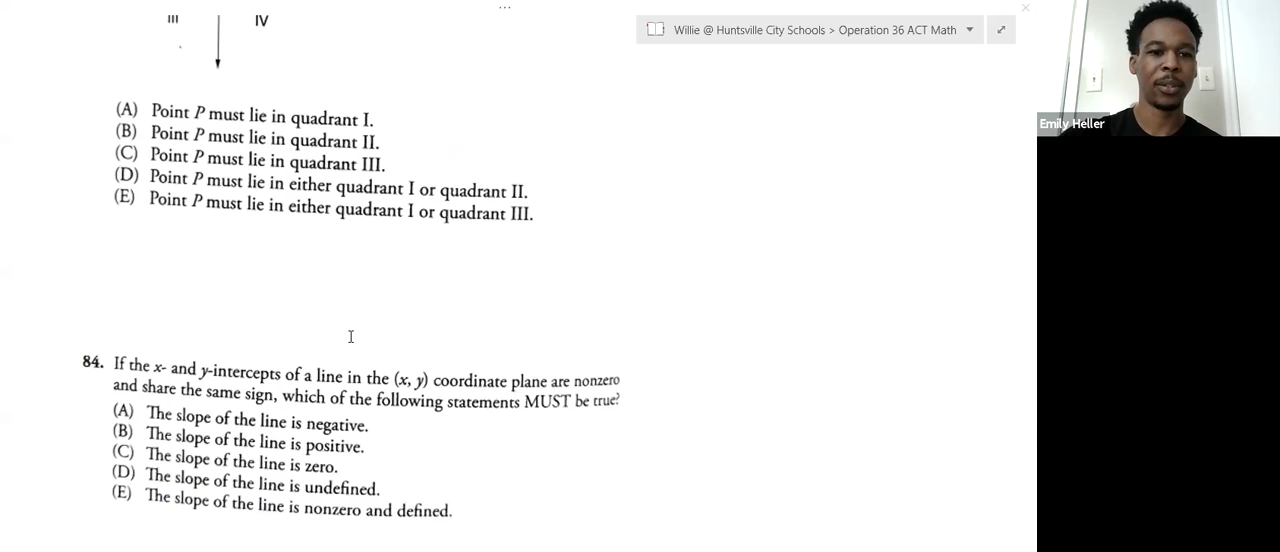 ...
III IV
Willie @ Huntsville City Schools > Operation 36 ACT Math
Emily Heller
(A) Point P must lie in quadrant I.
(B) Point P must lie in quadrant II.
(C) Point P must lie in quadrant III.
(D) Point P must lie in either quadrant I or quadrant II.
(E) Point P must lie in either quadrant I or quadrant III.
84. If the x- and y-intercepts of a line in the (x, y) coordinate plane are nonzero
and share the same sign, which of the following statements MUST be true?
(A) The slope of the line is negative.
(B) The slope of the line is positive.
(C) The slope of the line is zero.
(D) The slope of the line is undefined.
(E) The slope of the line is nonzero and defined.